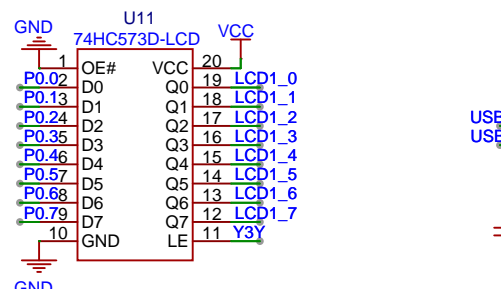 U11
GND
74HC573D-LCD
VCC
1 OE# VCC 20
P0.0 2 D0 Q0 19 LCD1_0
P0.1 3 D1 Q1 18 LCD1_1
P0.2 4 D2 Q2 17 LCD1_2
P0.3 5 D3 Q3 16 LCD1_3
P0.4 6 D4 Q4 15 LCD1_4
P0.5 7 D5 Q5 14 LCD1_5
P0.6 8 D6 Q6 13 LCD1_6
P0.7 9 D7 Q7 12 LCD1_7
10 GND LE 11 Y3Y
GND
USB
USB